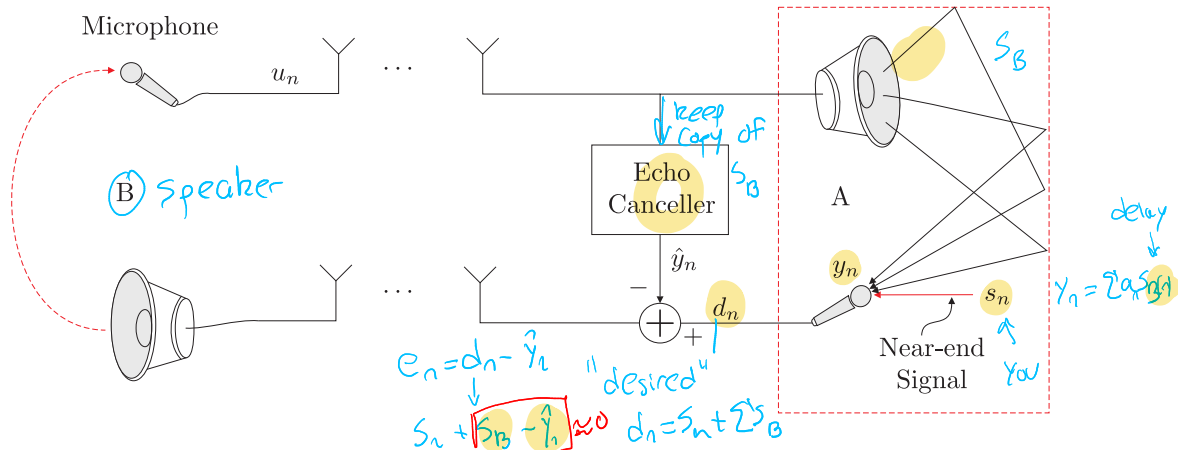 Microphone
u_n
...
S_B
keep
copy of
S_B
Echo
Canceller
B speaker
A
delay
ŷ_n
y_n
−
...
d_n
s_n
+
+
Near-end
Signal
You
e_n = d_n − ŷ_n
"desired"
S_n + S_B − ŷ_n ≈ 0
d_n = S_n + Σ S_B